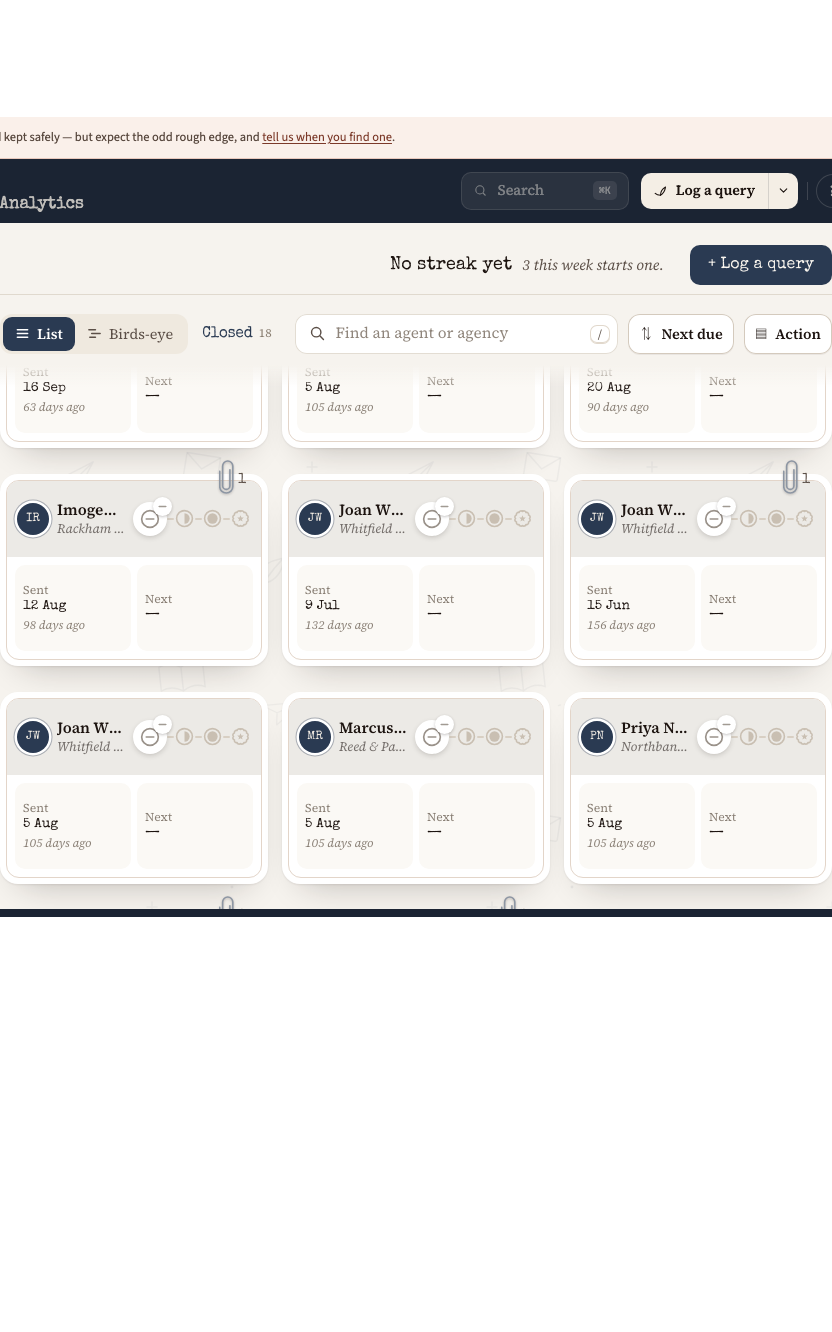 kept safely — but expect the odd rough edge, and tell us when you find one.
Analytics
Search ⌘K
Log a query
No streak yet 3 this week starts one.
+ Log a query
List
Birds-eye
Closed 18
Find an agent or agency /
Next due
Action
Sent
16 Sep
63 days ago
Next
—
Sent
5 Aug
105 days ago
Next
—
Sent
20 Aug
90 days ago
Next
—
1
IR
Imoge...
Rackham ...
Sent
12 Aug
98 days ago
Next
—
JW
Joan W...
Whitfield ...
Sent
9 Jul
132 days ago
Next
—
1
JW
Joan W...
Whitfield ...
Sent
15 Jun
156 days ago
Next
—
JW
Joan W...
Whitfield ...
Sent
5 Aug
105 days ago
Next
—
MR
Marcus...
Reed & Pa...
Sent
5 Aug
105 days ago
Next
—
PN
Priya N...
Northban...
Sent
5 Aug
105 days ago
Next
—